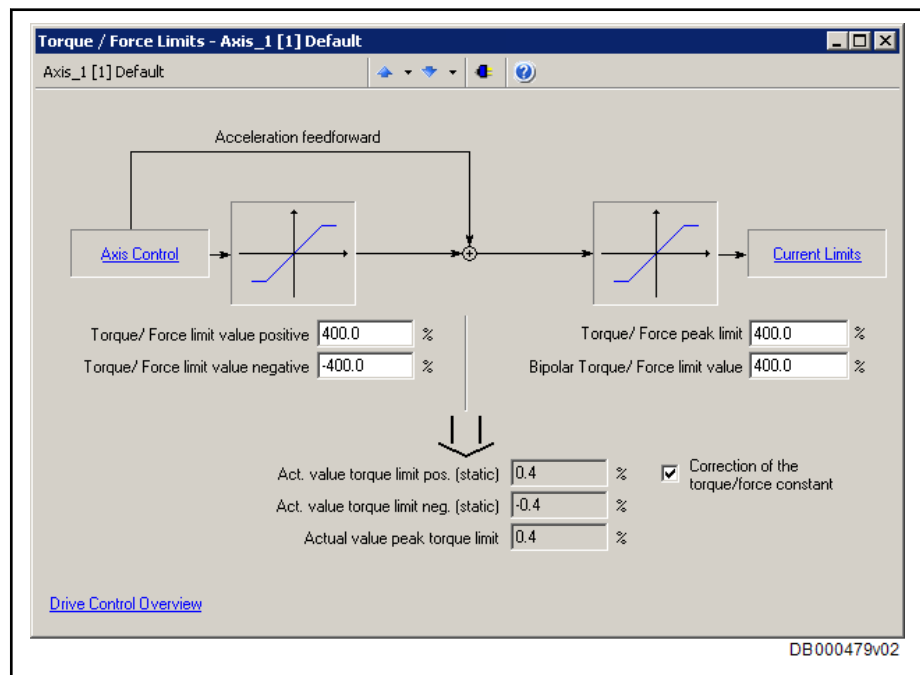 Torque / Force Limits - Axis_1 [1] Default
Axis_1 [1] Default
Acceleration feedforward
Axis Control
Current Limits
Torque/ Force limit value positive 400.0 %
Torque/ Force peak limit 400.0 %
Torque/ Force limit value negative -400.0 %
Bipolar Torque/ Force limit value 400.0 %
Act. value torque limit pos. (static) 0.4 %
Correction of the
torque/force constant
Act. value torque limit neg. (static) -0.4 %
Actual value peak torque limit 0.4 %
Drive Control Overview
DB000479v02